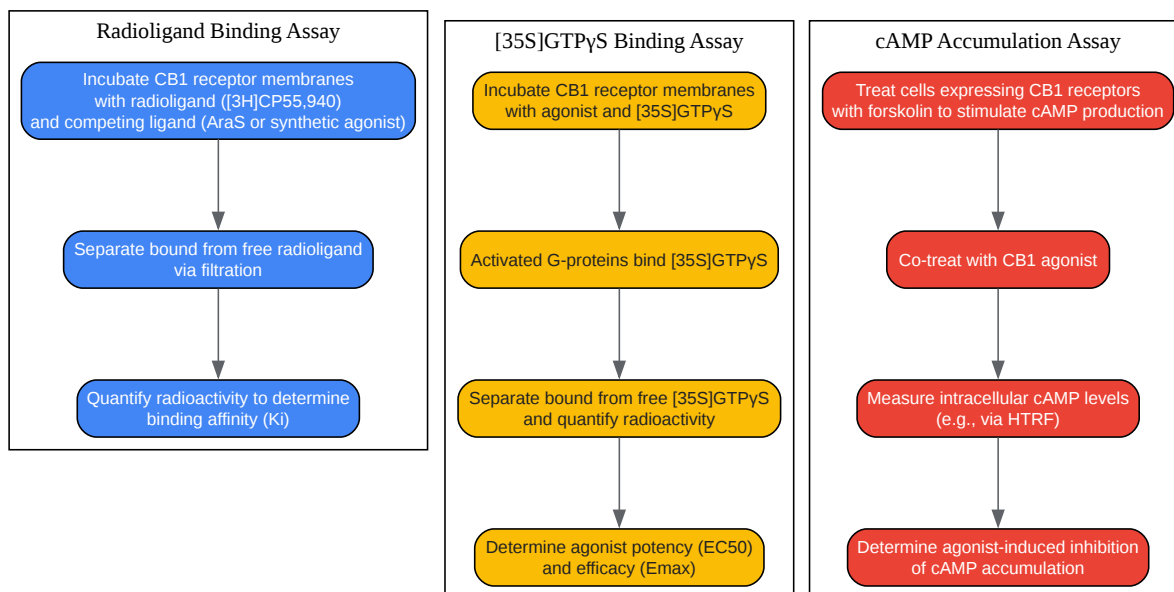 Radioligand Binding Assay
Incubate CB1 receptor membranes
with radioligand ([3H]CP55,940)
and competing ligand (AraS or synthetic agonist)
Separate bound from free radioligand
via filtration
Quantify radioactivity to determine
binding affinity (Ki)
[35S]GTPγS Binding Assay
Incubate CB1 receptor membranes
with agonist and [35S]GTPγS
Activated G-proteins bind [35S]GTPγS
Separate bound from free [35S]GTPγS
and quantify radioactivity
Determine agonist potency (EC50)
and efficacy (Emax)
cAMP Accumulation Assay
Treat cells expressing CB1 receptors
with forskolin to stimulate cAMP production
Co-treat with CB1 agonist
Measure intracellular cAMP levels
(e.g., via HTRF)
Determine agonist-induced inhibition
of cAMP accumulation